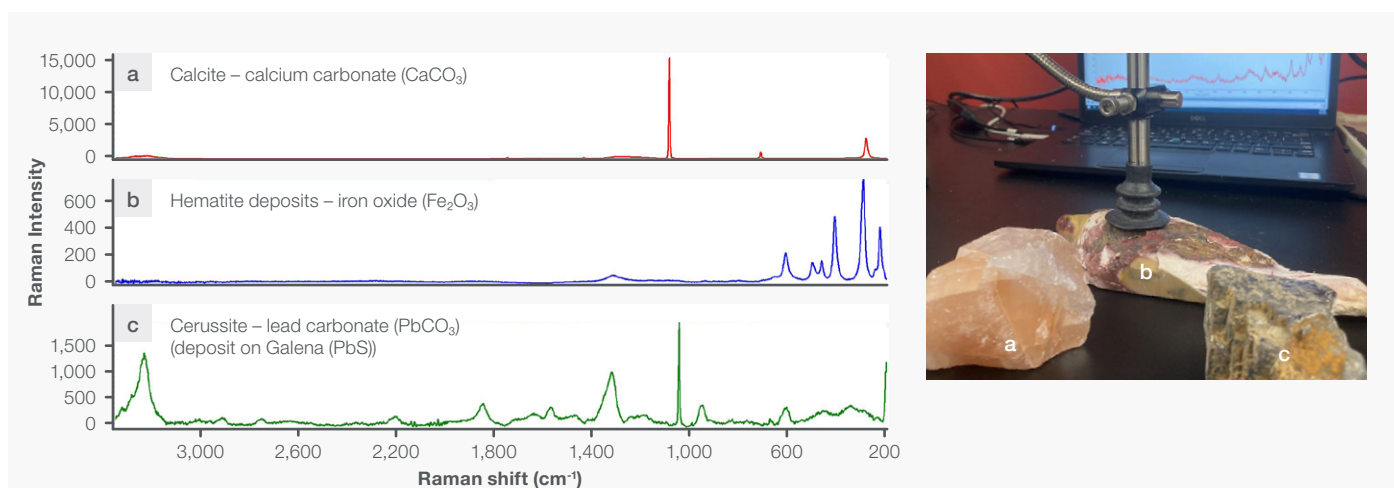 Raman Intensity
15,000
10,000
5,000
0
a
Calcite – calcium carbonate (CaCO₃)
600
400
200
0
b
Hematite deposits – iron oxide (Fe₂O₃)
1,500
1,000
500
0
c
Cerussite – lead carbonate (PbCO₃)
(deposit on Galena (PbS))
3,000 2,600 2,200 1,800 1,400 1,000 600 200
Raman shift (cm⁻¹)
DELL
a
b
c